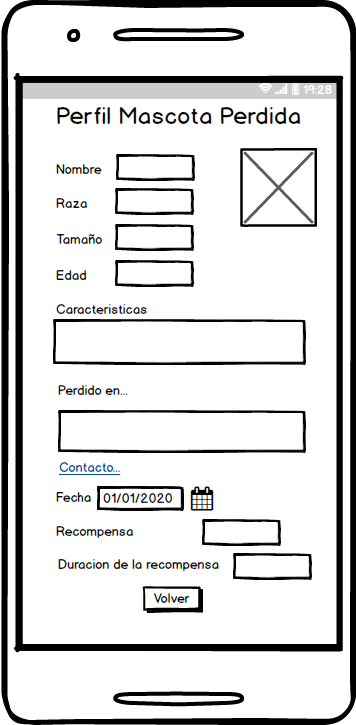 19:28
Perfil Mascota Perdida
Nombre
Raza
Tamaño
Edad
Caracteristicas
Perdido en...
Contacto...
Fecha 01/01/2020
Recompensa
Duracion de la recompensa
Volver